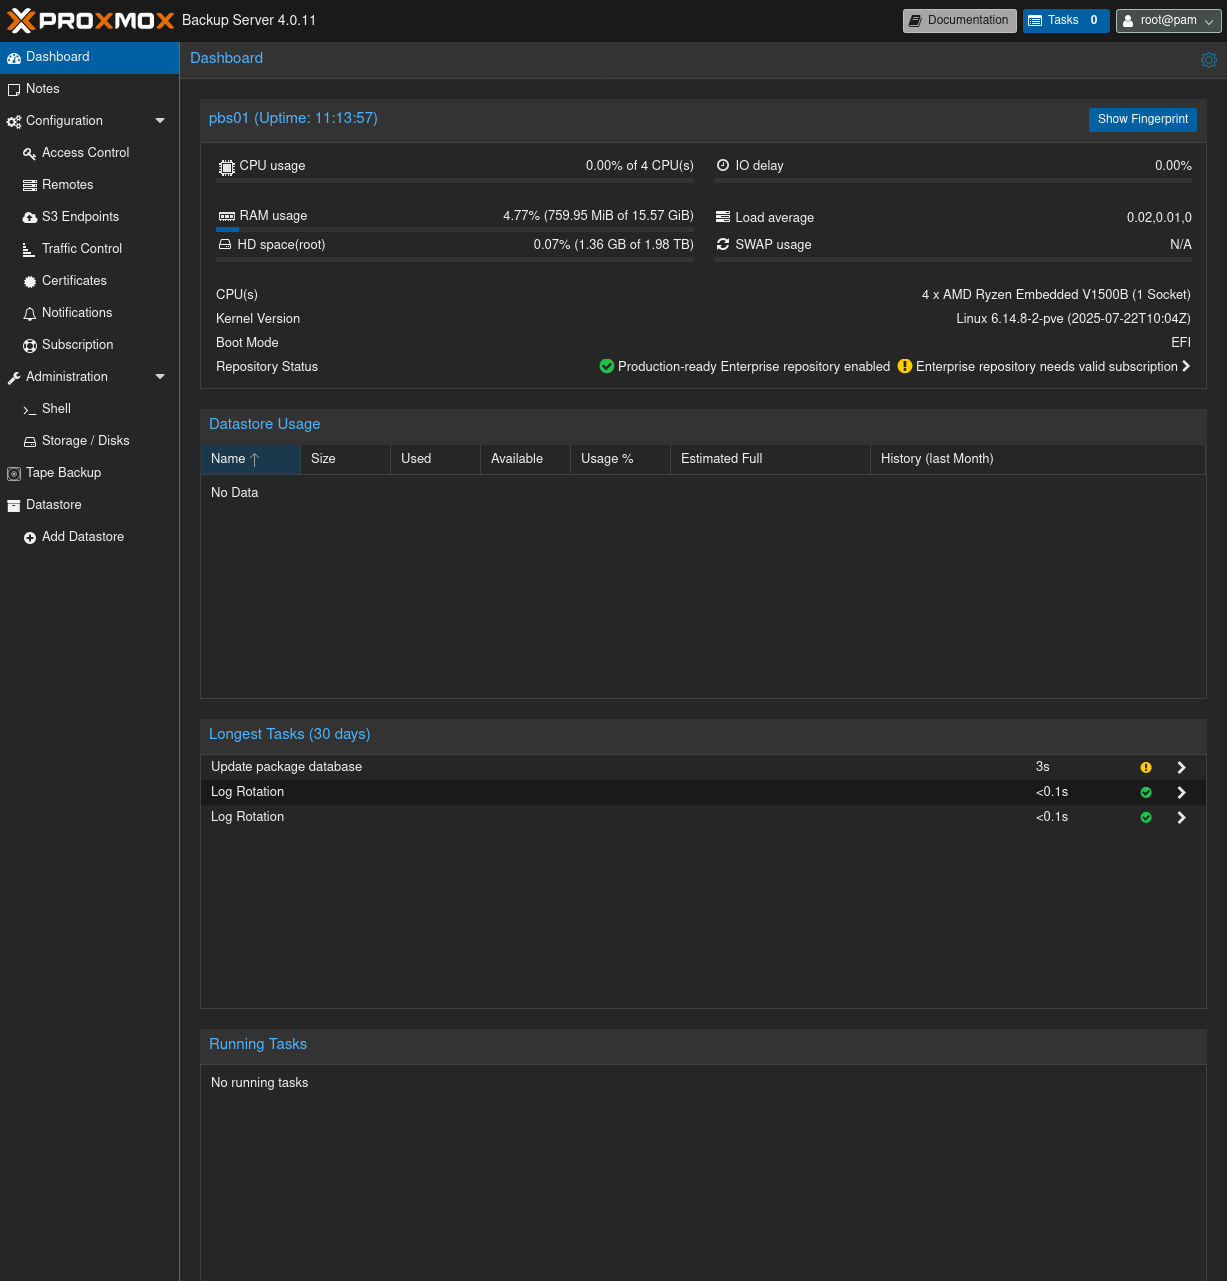 PROXMOX Backup Server 4.0.11 Documentation Tasks 0 root@pam
Dashboard
Notes
Configuration
Access Control
Remotes
S3 Endpoints
Traffic Control
Certificates
Notifications
Subscription
Administration
Shell
Storage / Disks
Tape Backup
Datastore
Add Datastore
Dashboard
pbs01 (Uptime: 11:13:57) Show Fingerprint
CPU usage 0.00% of 4 CPU(s) IO delay 0.00%
RAM usage 4.77% (759.95 MiB of 15.57 GiB) Load average 0.02,0.01,0
HD space(root) 0.07% (1.36 GB of 1.98 TB) SWAP usage N/A
CPU(s) 4 x AMD Ryzen Embedded V1500B (1 Socket)
Kernel Version Linux 6.14.8-2-pve (2025-07-22T10:04Z)
Boot Mode EFI
Repository Status Production-ready Enterprise repository enabled Enterprise repository needs valid subscription
Datastore Usage
Name Size Used Available Usage % Estimated Full History (last Month)
No Data
Longest Tasks (30 days)
Update package database 3s
Log Rotation <0.1s
Log Rotation <0.1s
Running Tasks
No running tasks